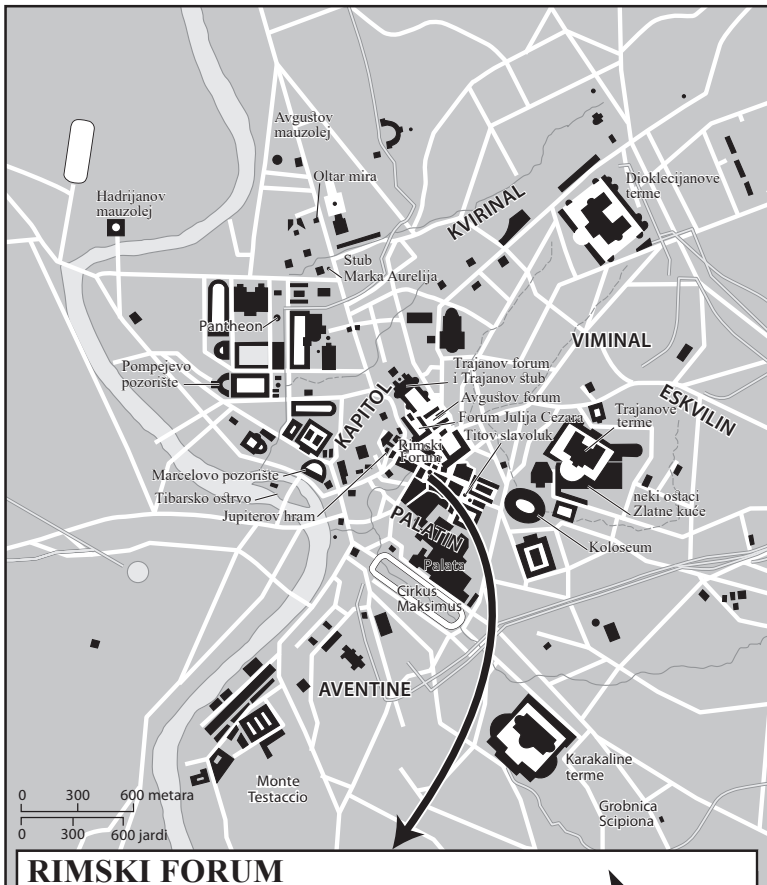 Avgustov
mauzolej
Oltar mira
Hadrijanov
mauzolej
KVIRINAL
Dioklecijanove
terme
Stub
Marka Aurelija
Pantheon
VIMINAL
Pompejevo
pozorište
KAPITOL
Trajanov forum
i Trajanov stub
Avgustov forum
Forum Julija Cezara
Titov slavoluk
Rimski
Forum
ESKVILIN
Trajanove
terme
Marcelovo pozorište
Tibarsko ostrvo
Jupiterov hram
neki ostaci
Zlatne kuće
PALATIN
Koloseum
Palata
Cirkus
Maksimus
AVENTINE
Karakaline
terme
Monte
Testaccio
Grobnica
Scipiona
0 300 600 metara
0 300 600 jardi
RIMSKI FORUM